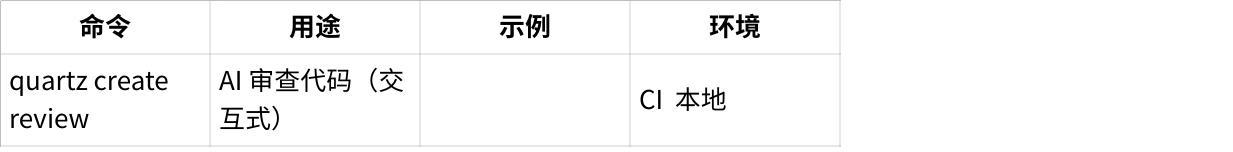 命令 用途 示例 环境
quartz create review AI 审查代码（交互式） CI 本地